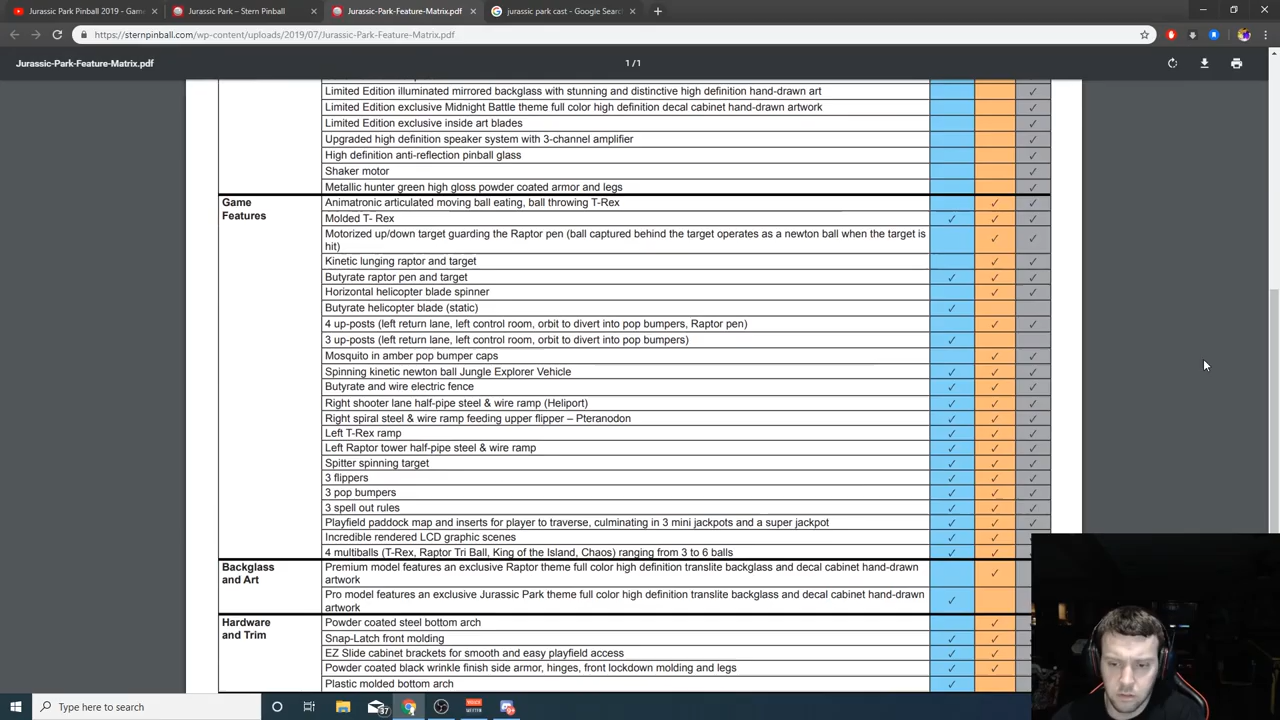 Jurassic Park Pinball 2019 - Game
Jurassic Park – Stern Pinball
Jurassic-Park-Feature-Matrix.pdf
jurassic park cast - Google Search
https://sternpinball.com/wp-content/uploads/2019/07/Jurassic-Park-Feature-Matrix.pdf
Jurassic-Park-Feature-Matrix.pdf
1 / 1
Limited Edition illuminated mirrored backglass with stunning and distinctive high definition hand-drawn art ✓
Limited Edition exclusive Midnight Battle theme full color high definition decal cabinet hand-drawn artwork ✓
Limited Edition exclusive inside art blades ✓
Upgraded high definition speaker system with 3-channel amplifier ✓
High definition anti-reflection pinball glass ✓
Shaker motor ✓
Metallic hunter green high gloss powder coated armor and legs ✓
Game
Features
Animatronic articulated moving ball eating, ball throwing T-Rex ✓ ✓
Molded T- Rex ✓ ✓ ✓
Motorized up/down target guarding the Raptor pen (ball captured behind the target operates as a newton ball when the target is
hit) ✓ ✓
Kinetic lunging raptor and target ✓ ✓
Butyrate raptor pen and target ✓ ✓ ✓
Horizontal helicopter blade spinner ✓ ✓
Butyrate helicopter blade (static) ✓
4 up-posts (left return lane, left control room, orbit to divert into pop bumpers, Raptor pen) ✓ ✓
3 up-posts (left return lane, left control room, orbit to divert into pop bumpers) ✓
Mosquito in amber pop bumper caps ✓ ✓
Spinning kinetic newton ball Jungle Explorer Vehicle ✓ ✓ ✓
Butyrate and wire electric fence ✓ ✓ ✓
Right shooter lane half-pipe steel & wire ramp (Heliport) ✓ ✓ ✓
Right spiral steel & wire ramp feeding upper flipper – Pteranodon ✓ ✓ ✓
Left T-Rex ramp ✓ ✓ ✓
Left Raptor tower half-pipe steel & wire ramp ✓ ✓ ✓
Spitter spinning target ✓ ✓ ✓
3 flippers ✓ ✓ ✓
3 pop bumpers ✓ ✓ ✓
3 spell out rules ✓ ✓ ✓
Playfield paddock map and inserts for player to traverse, culminating in 3 mini jackpots and a super jackpot ✓ ✓ ✓
Incredible rendered LCD graphic scenes ✓ ✓ ✓
4 multiballs (T-Rex, Raptor Tri Ball, King of the Island, Chaos) ranging from 3 to 6 balls ✓ ✓
Backglass
and Art
Premium model features an exclusive Raptor theme full color high definition translite backglass and decal cabinet hand-drawn
artwork ✓
Pro model features an exclusive Jurassic Park theme full color high definition translite backglass and decal cabinet hand-drawn
artwork ✓
Hardware
and Trim
Powder coated steel bottom arch ✓
Snap-Latch front molding ✓ ✓
EZ Slide cabinet brackets for smooth and easy playfield access ✓ ✓
Powder coated black wrinkle finish side armor, hinges, front lockdown molding and legs ✓ ✓
Plastic molded bottom arch ✓
Type here to search